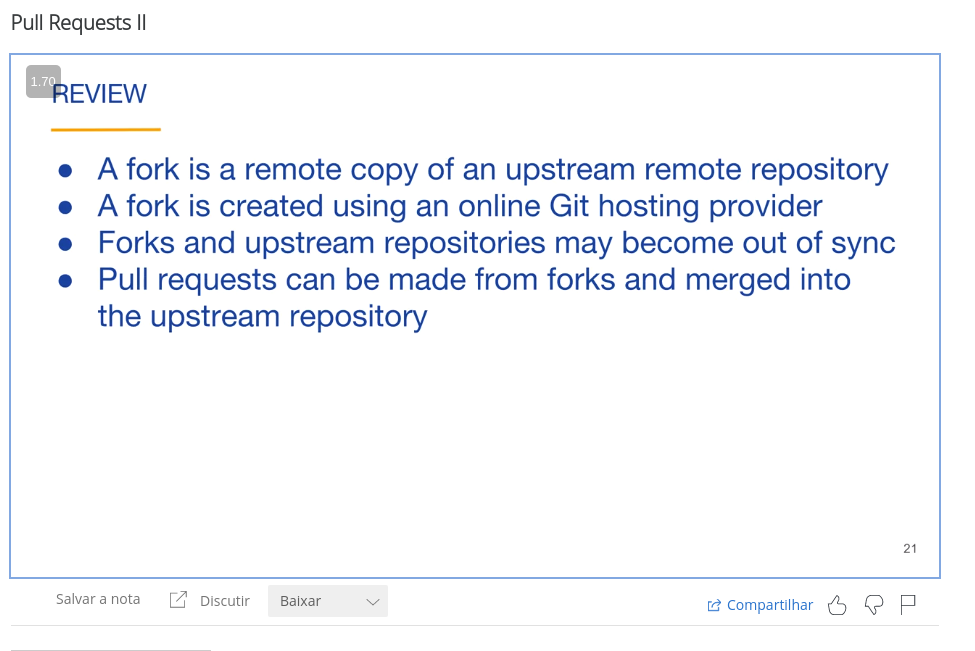 Pull Requests II
1.70
REVIEW
● A fork is a remote copy of an upstream remote repository
● A fork is created using an online Git hosting provider
● Forks and upstream repositories may become out of sync
● Pull requests can be made from forks and merged into
the upstream repository
21
Salvar a nota Discutir Baixar Compartilhar